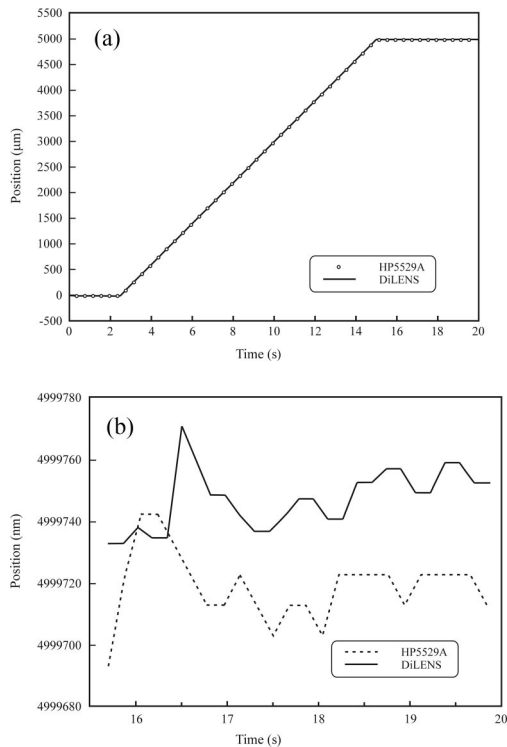 (a)
5500
5000
4500
4000
3500
3000
2500
2000
1500
1000
500
0
-500
Position (µm)
0 2 4 6 8 10 12 14 16 18 20
Time (s)
HP5529A
DiLENS
(b)
4999780
4999760
4999740
4999720
4999700
4999680
Position (nm)
16 17 18 19 20
Time (s)
HP5529A
DiLENS